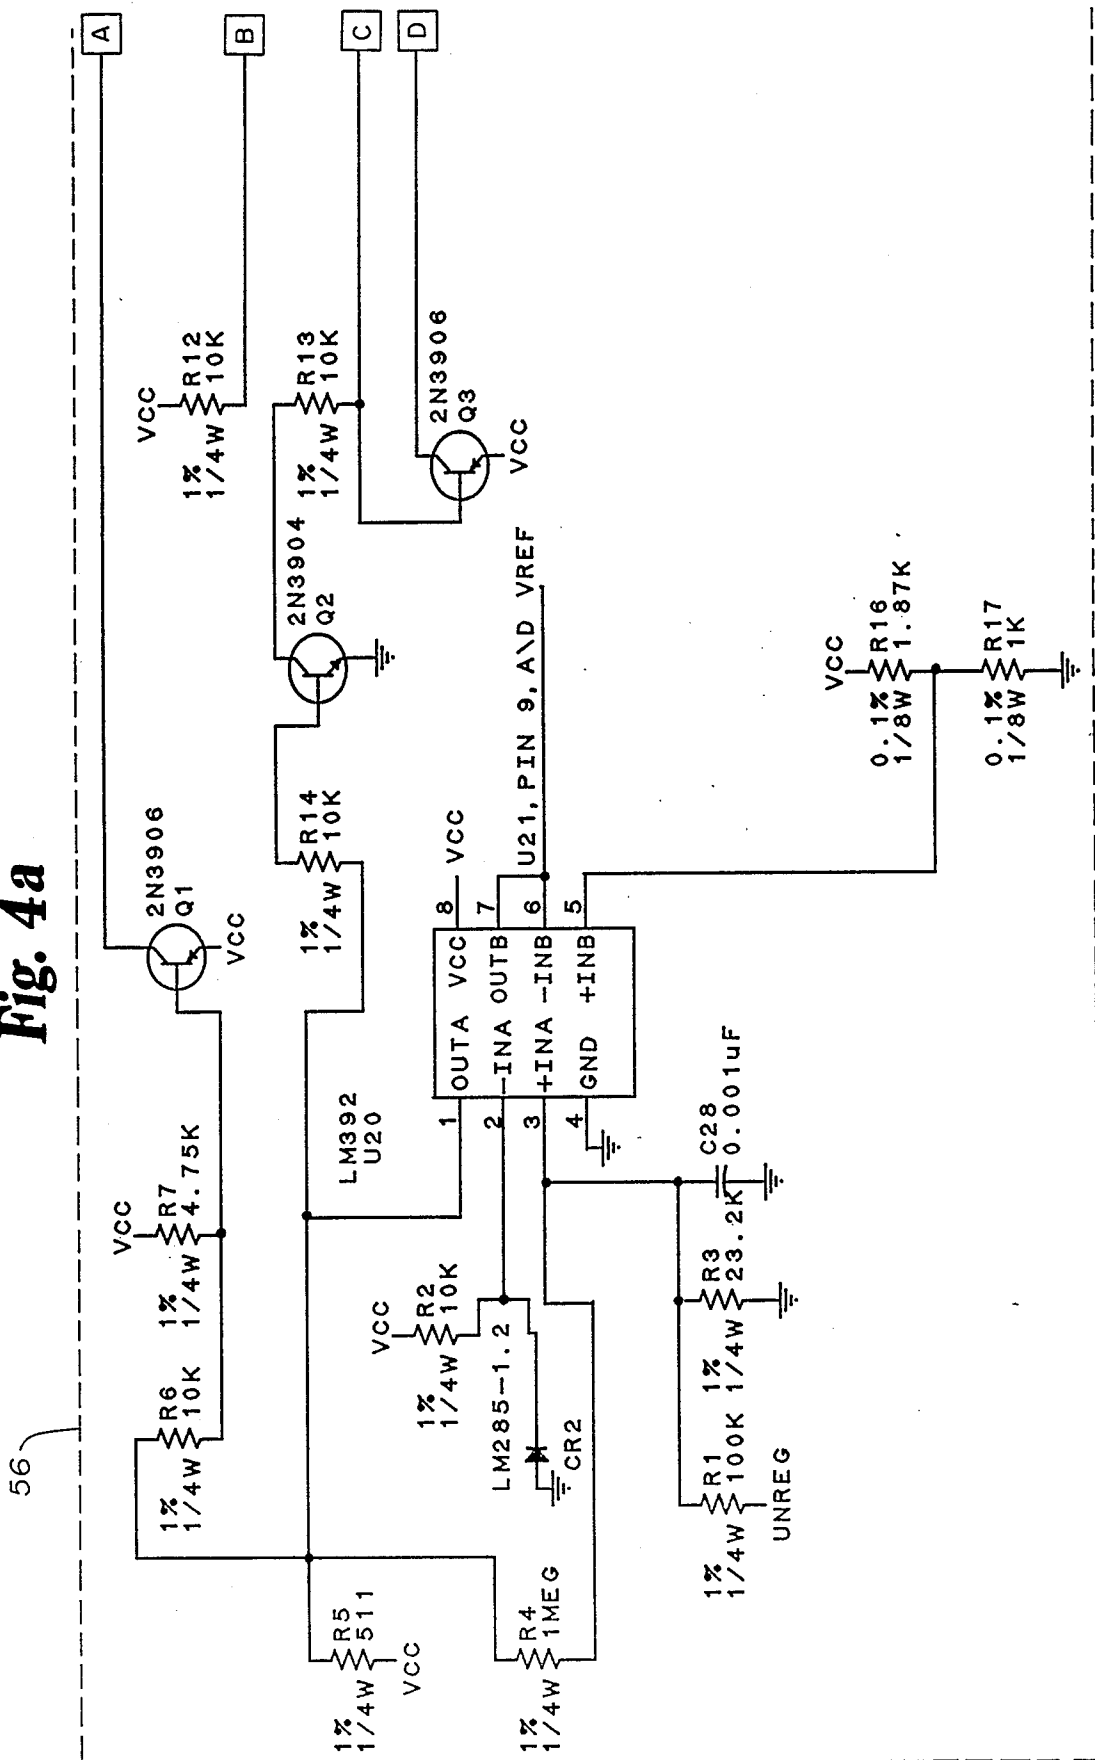 Fig. 4a
56
A
B
C
D
1%
1/4W
R6
10K
1%
1/4W
VCC
R7
4.75K
2N3906
Q1
VCC
VCC
1%
1/4W
R12
10K
1%
1/4W
R5
511
VCC
LM392
U20
1%
1/4W
R14
10K
2N3904
Q2
1%
1/4W
R13
10K
2N3906
Q3
VCC
1%
1/4W
R4
1MEG
VCC
1%
1/4W
R2
10K
LM285-1.2
CR2
1
2
3
4
OUTA VCC
-INA OUTB
+INA -INB
GND +INB
8
7
6
5
VCC
U21, PIN 9, A\D VREF
1%
1/4W
R1
100K
UNREG
1%
1/4W
R3
23.2K
C28
0.001uF
VCC
0.1%
1/8W
R16
1.87K
0.1%
1/8W
R17
1K